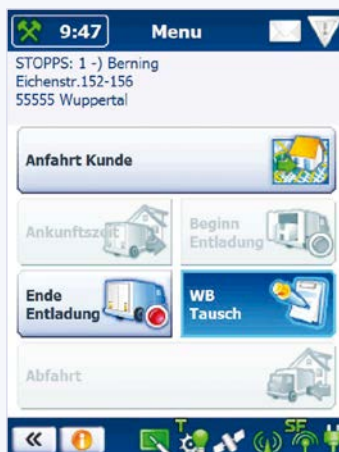 9:47 Menu
STOPPS: 1 -) Berning
Eichenstr.152-156
55555 Wuppertal
Anfahrt Kunde
Ankunftszeit
Beginn
Entladung
Ende
Entladung
WB
Tausch
Abfahrt
T
SF